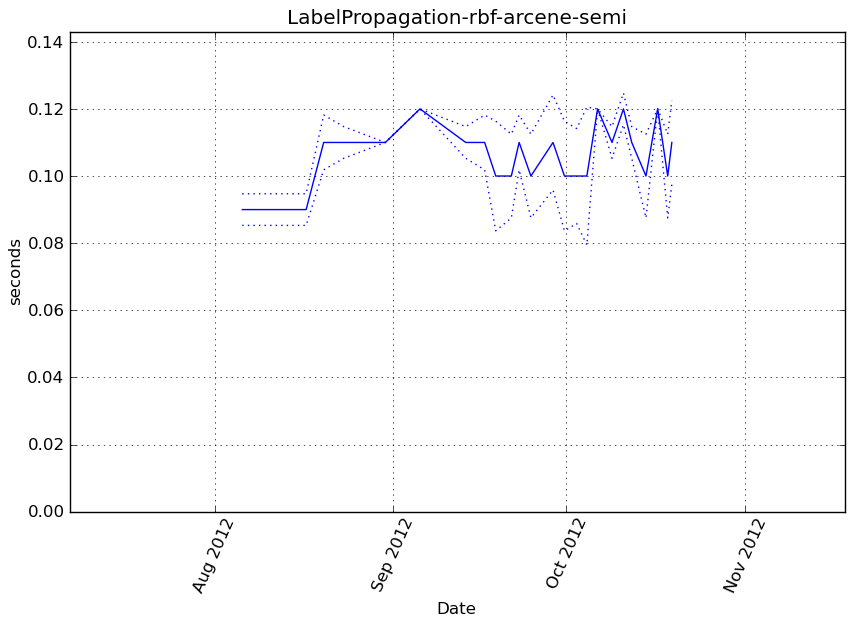 LabelPropagation-rbf-arcene-semi
0.14
0.12
0.10
0.08
0.06
0.04
0.02
0.00
seconds
Aug 2012
Sep 2012
Oct 2012
Nov 2012
Date